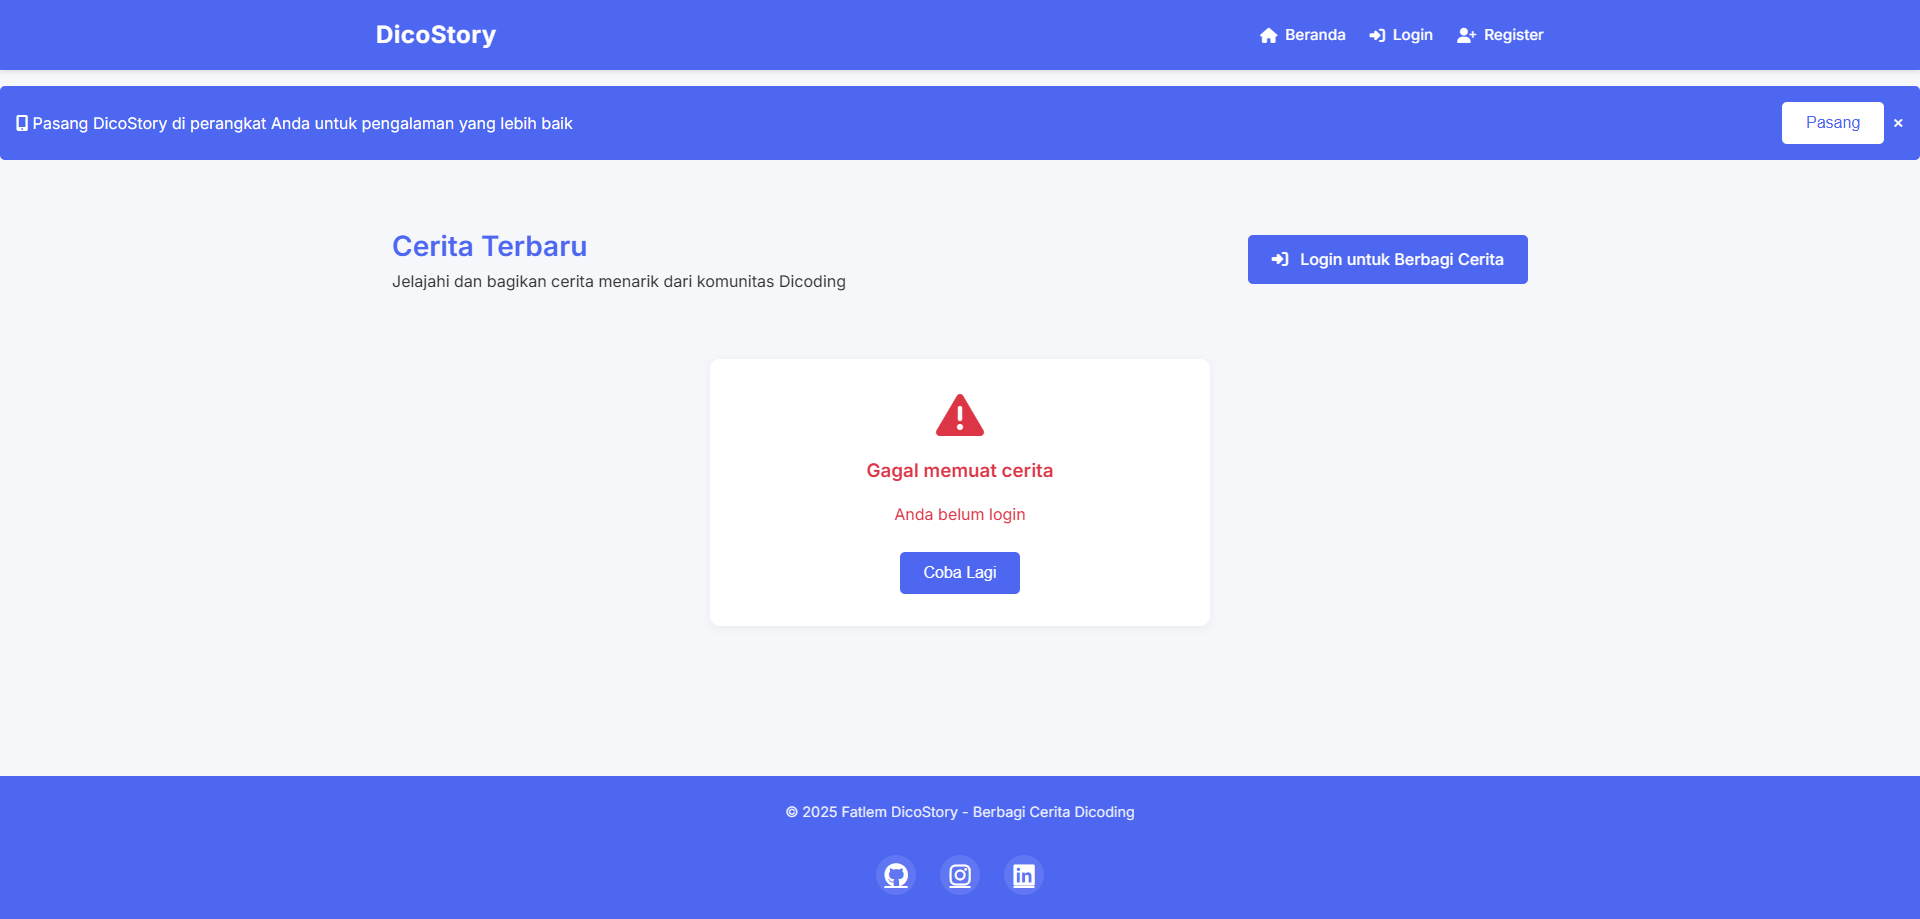 DicoStory
Beranda
Login
Register
Pasang DicoStory di perangkat Anda untuk pengalaman yang lebih baik
Pasang
×
Cerita Terbaru
Jelajahi dan bagikan cerita menarik dari komunitas Dicoding
Login untuk Berbagi Cerita
Gagal memuat cerita
Anda belum login
Coba Lagi
© 2025 Fatlem DicoStory - Berbagi Cerita Dicoding